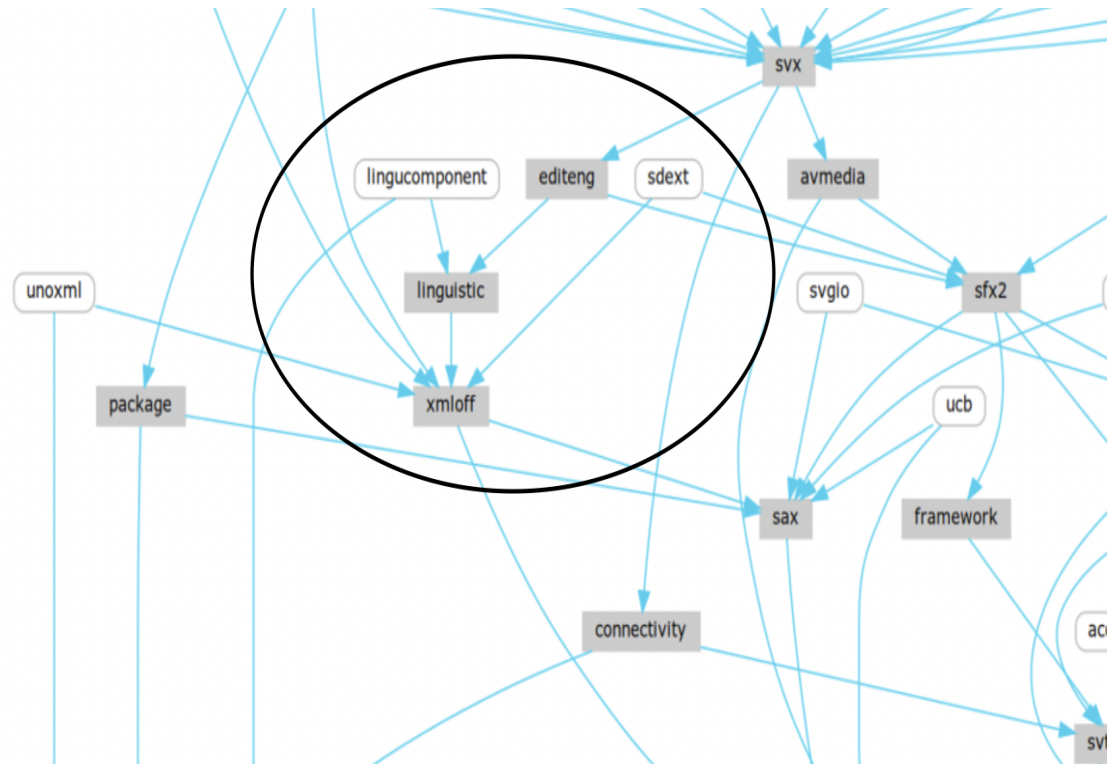 svx
lingucomponent
editeng
sdext
avmedia
unoxml
linguistic
svgio
sfx2
package
xmloff
ucb
sax
framework
connectivity